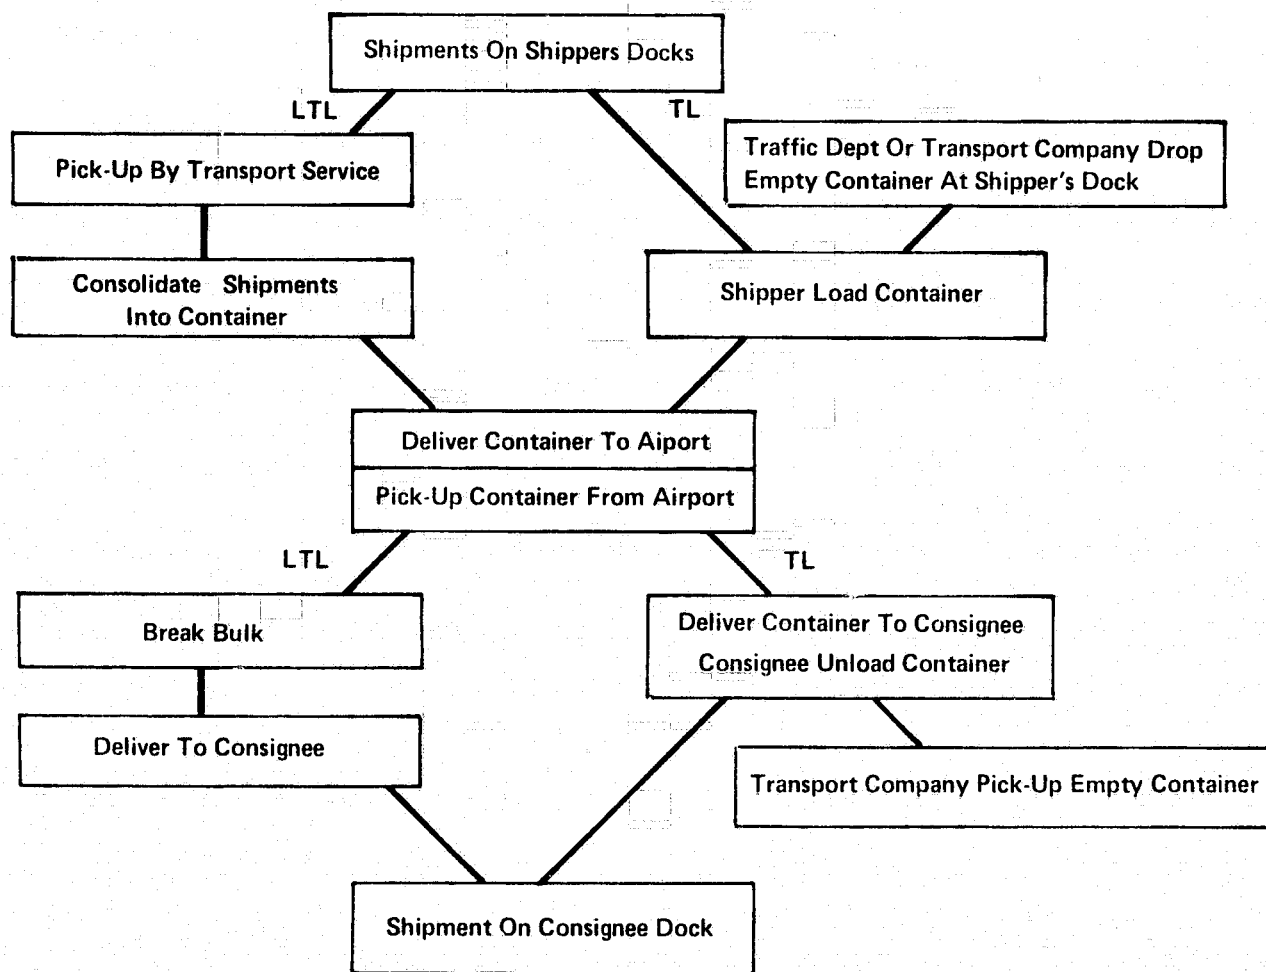 Shipments On Shippers Docks
LTL
TL
Pick-Up By Transport Service
Traffic Dept Or Transport Company Drop
Empty Container At Shipper's Dock
Consolidate Shipments
Into Container
Shipper Load Container
Deliver Container To Aiport
Pick-Up Container From Airport
LTL
TL
Break Bulk
Deliver Container To Consignee
Consignee Unload Container
Deliver To Consignee
Transport Company Pick-Up Empty Container
Shipment On Consignee Dock